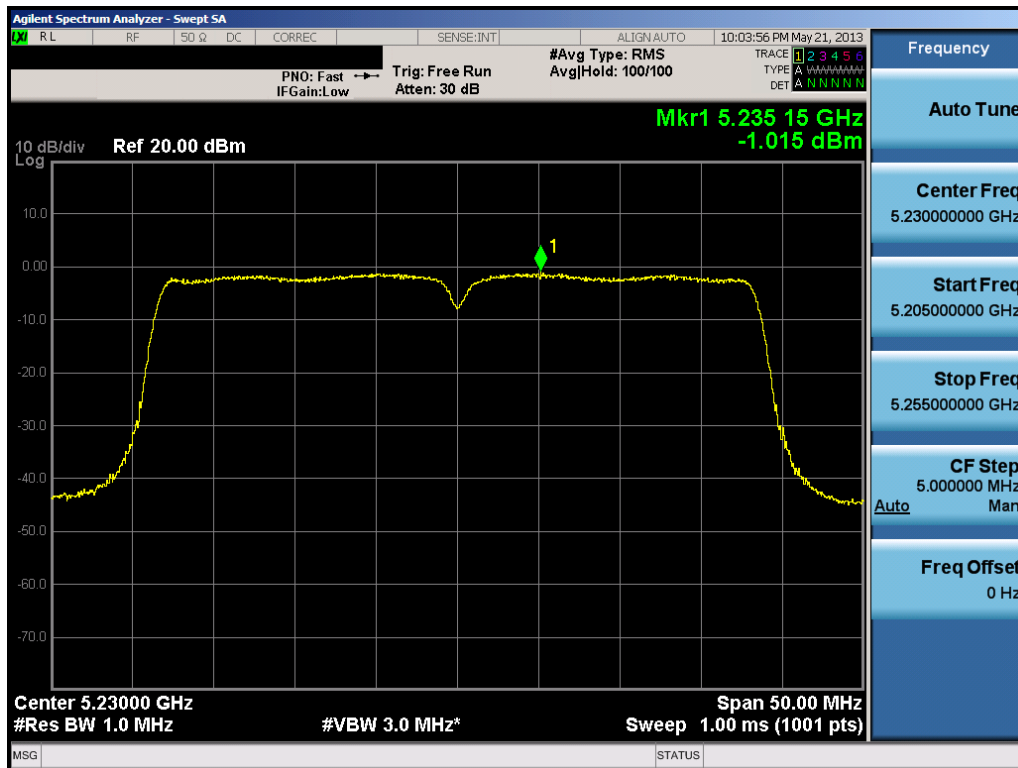 Agilent Spectrum Analyzer - Swept SA
LXI RL RF 50 Ω DC CORREC SENSE:INT ALIGNAUTO 10:03:56 PM May 21, 2013
PNO: Fast Trig: Free Run #Avg Type: RMS TRACE 1 2 3 4 5 6
IFGain:Low Atten: 30 dB Avg|Hold: 100/100 TYPE A WWWWW
DET A N N N N N
Mkr1 5.235 15 GHz
-1.015 dBm
10 dB/div Ref 20.00 dBm
Log
10.0
0.00
-10.0
-20.0
-30.0
-40.0
-50.0
-60.0
-70.0
1
Center 5.23000 GHz Span 50.00 MHz
#Res BW 1.0 MHz #VBW 3.0 MHz* Sweep 1.00 ms (1001 pts)
MSG STATUS
Frequency
Auto Tune
Center Freq
5.230000000 GHz
Start Freq
5.205000000 GHz
Stop Freq
5.255000000 GHz
CF Step
5.000000 MHz
Auto Man
Freq Offset
0 Hz